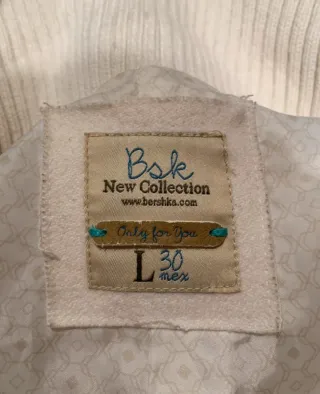 Bsk
New Collection
www.bershka.com
Only for You
L 30 mex